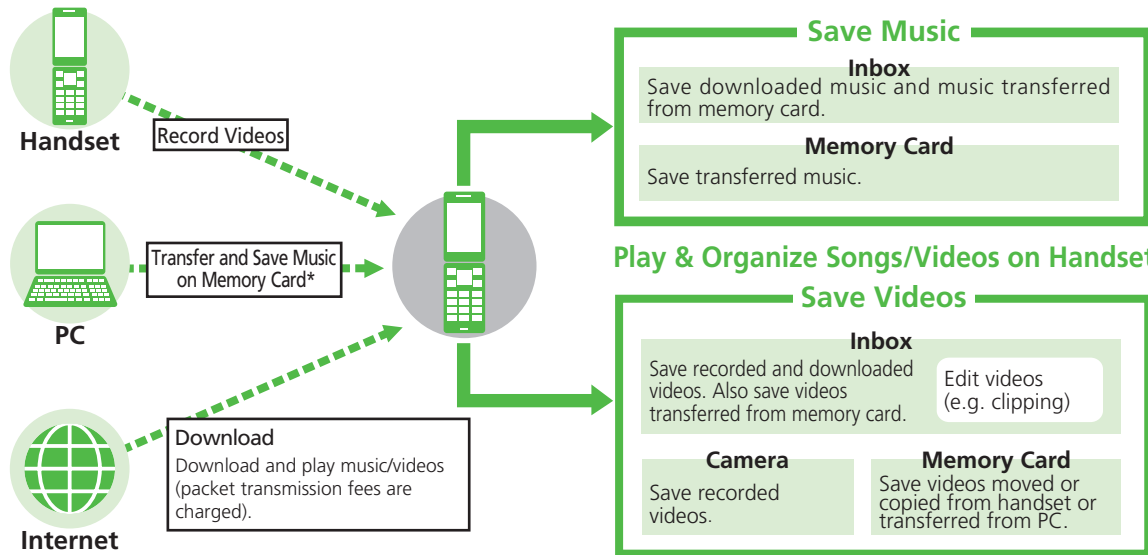 Handset
Record Videos
PC
Transfer and Save Music
on Memory Card*
Internet
Download
Download and play music/videos
(packet transmission fees are
charged).
Save Music
Inbox
Save downloaded music and music transferred
from memory card.
Memory Card
Save transferred music.
Play & Organize Songs/Videos on Handset
Save Videos
Inbox
Save recorded and downloaded
videos. Also save videos
transferred from memory card.
Edit videos
(e.g. clipping)
Camera
Save recorded
videos.
Memory Card
Save videos moved or
copied from handset or
transferred from PC.